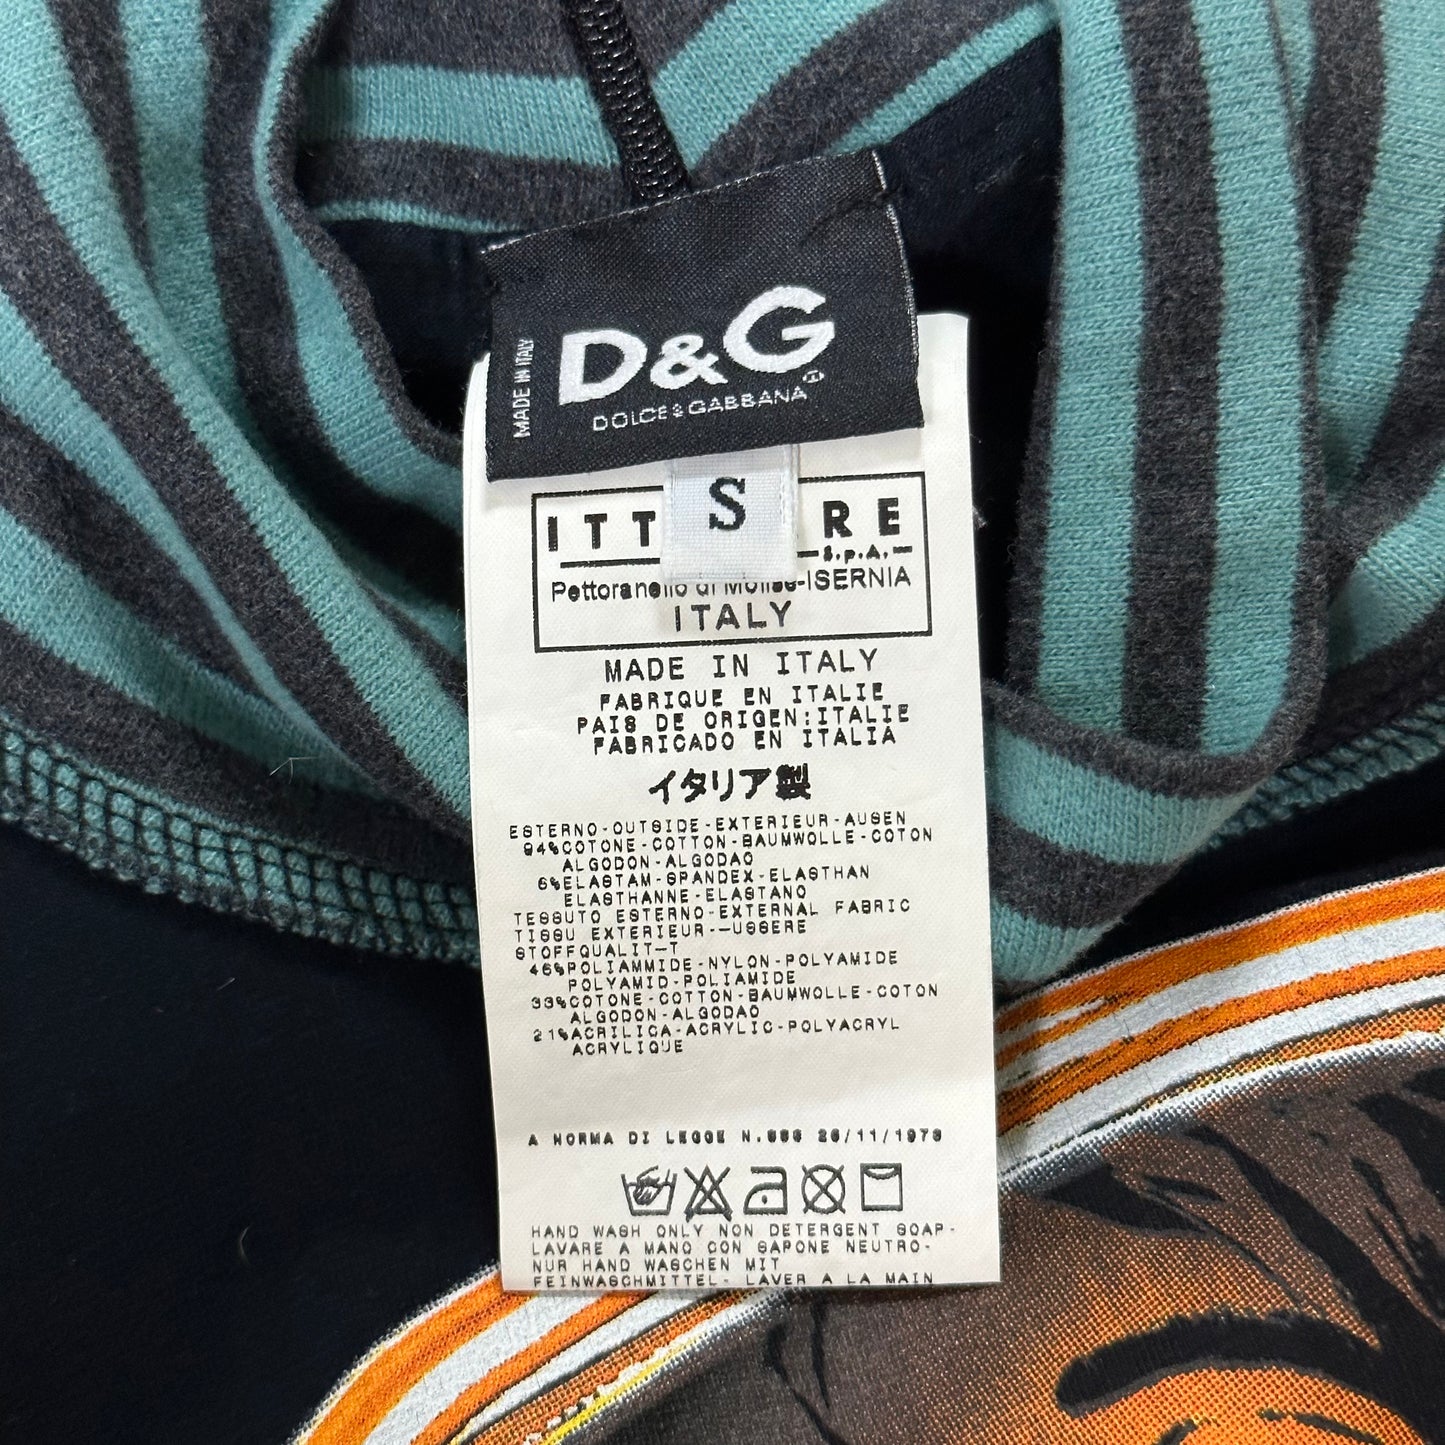 MADE IN ITALY
D&G
DOLCE & GABBANA
S
ITT RE
S.p.A.
Pettoranello di Molise-ISERNIA
ITALY
MADE IN ITALY
FABRIQUE EN ITALIE
PAIS DE ORIGEN:ITALIE
FABRICADO EN ITALIA
イタリア製
ESTERNO-OUTSIDE-EXTERIEUR-AUSEN
94%COTONE-COTTON-BAUMWOLLE-COTON
ALGODON-ALGODAO
6%ELASTAM-SPANDEX-ELASTHAN
ELASTHANNE-ELASTANO
TESSUTO ESTERNO-EXTERNAL FABRIC
TISSU EXTERIEUR--USSERE
STOFFQUALIT-T
46%POLIAMMIDE-NYLON-POLYAMIDE
POLYAMID-POLIAMIDE
33%COTONE-COTTON-BAUMWOLLE-COTON
ALGODON-ALGODAO
21%ACRILICA-ACRYLIC-POLYACRYL
ACRYLIQUE
A NORMA DI LEGGE N.883 26/11/1973
HAND WASH ONLY NON DETERGENT SOAP-
LAVARE A MANO CON SAPONE NEUTRO-
NUR HAND WASCHEN MIT
FEINWASCHMITTEL- LAVER A LA MAIN